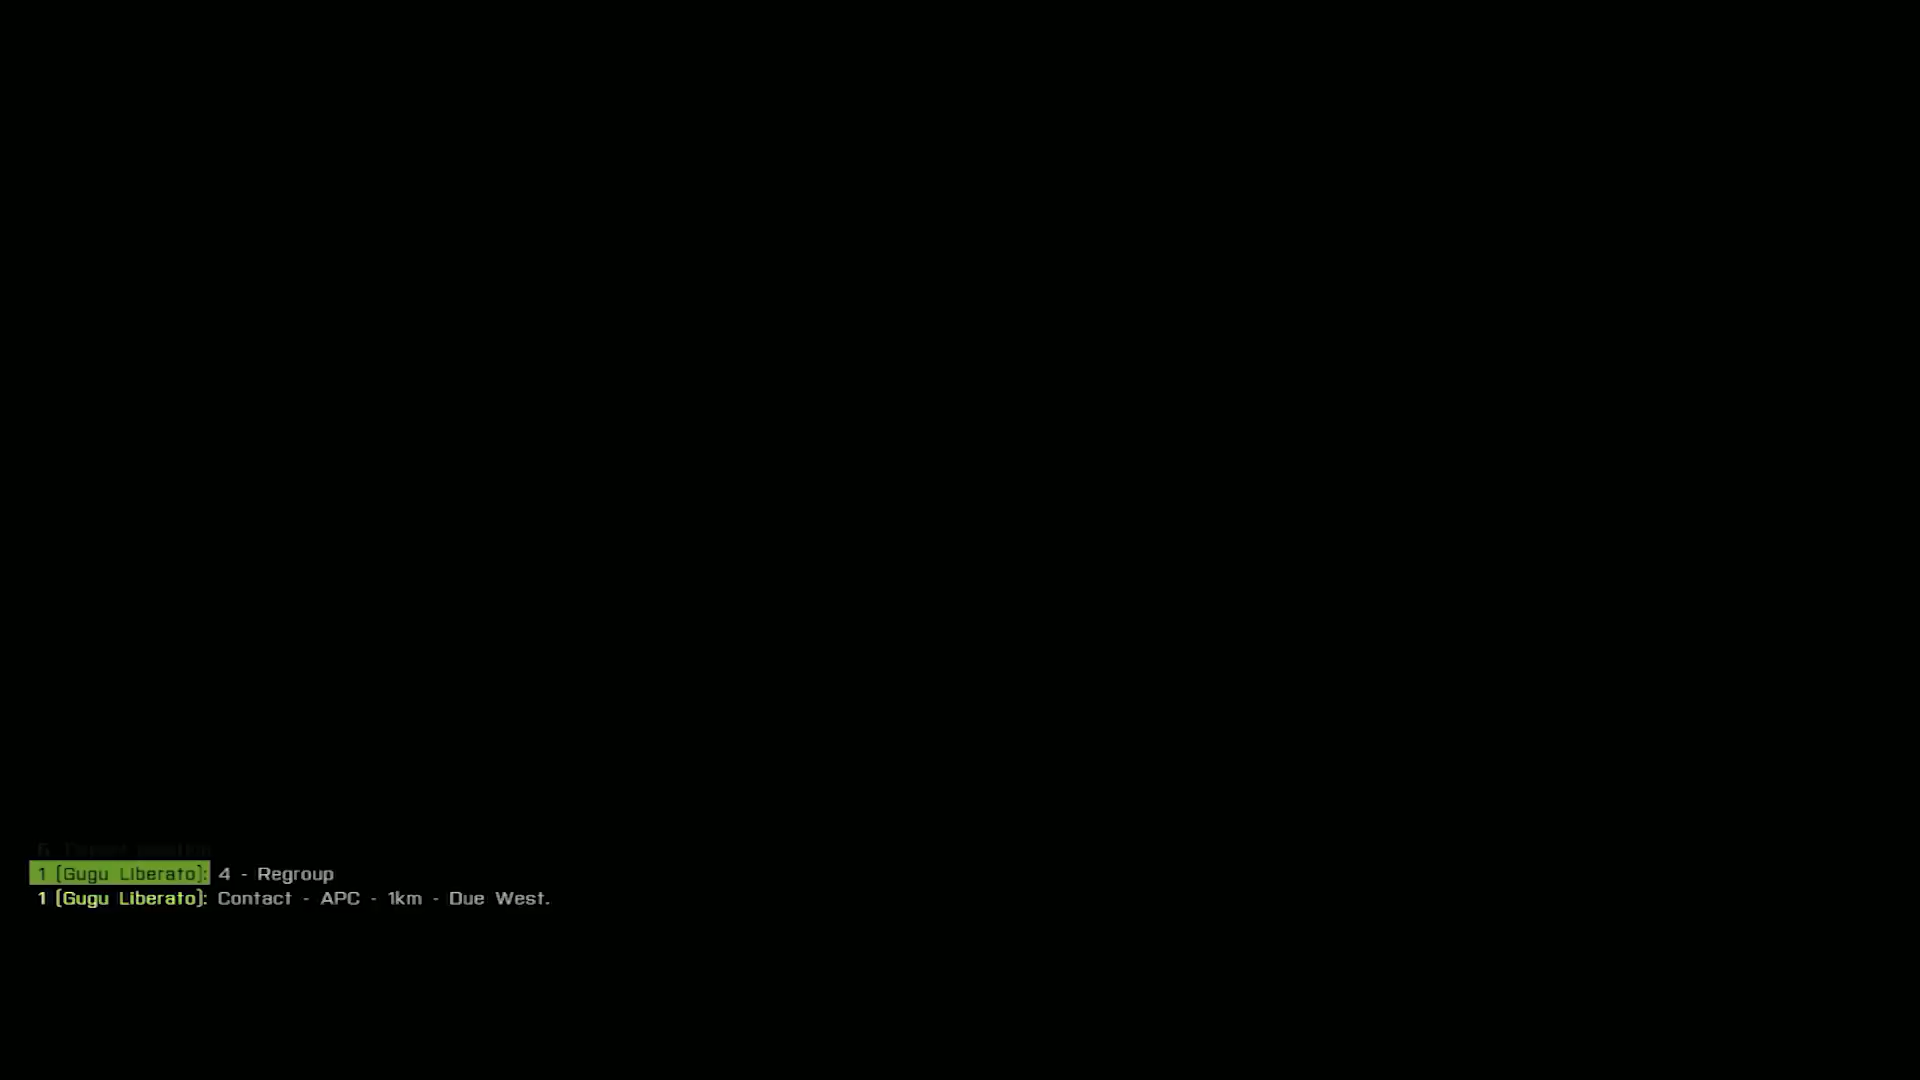 1 (Gugu Liberato): 4 - Regroup
1 (Gugu Liberato): Contact - APC - 1km - Due West.